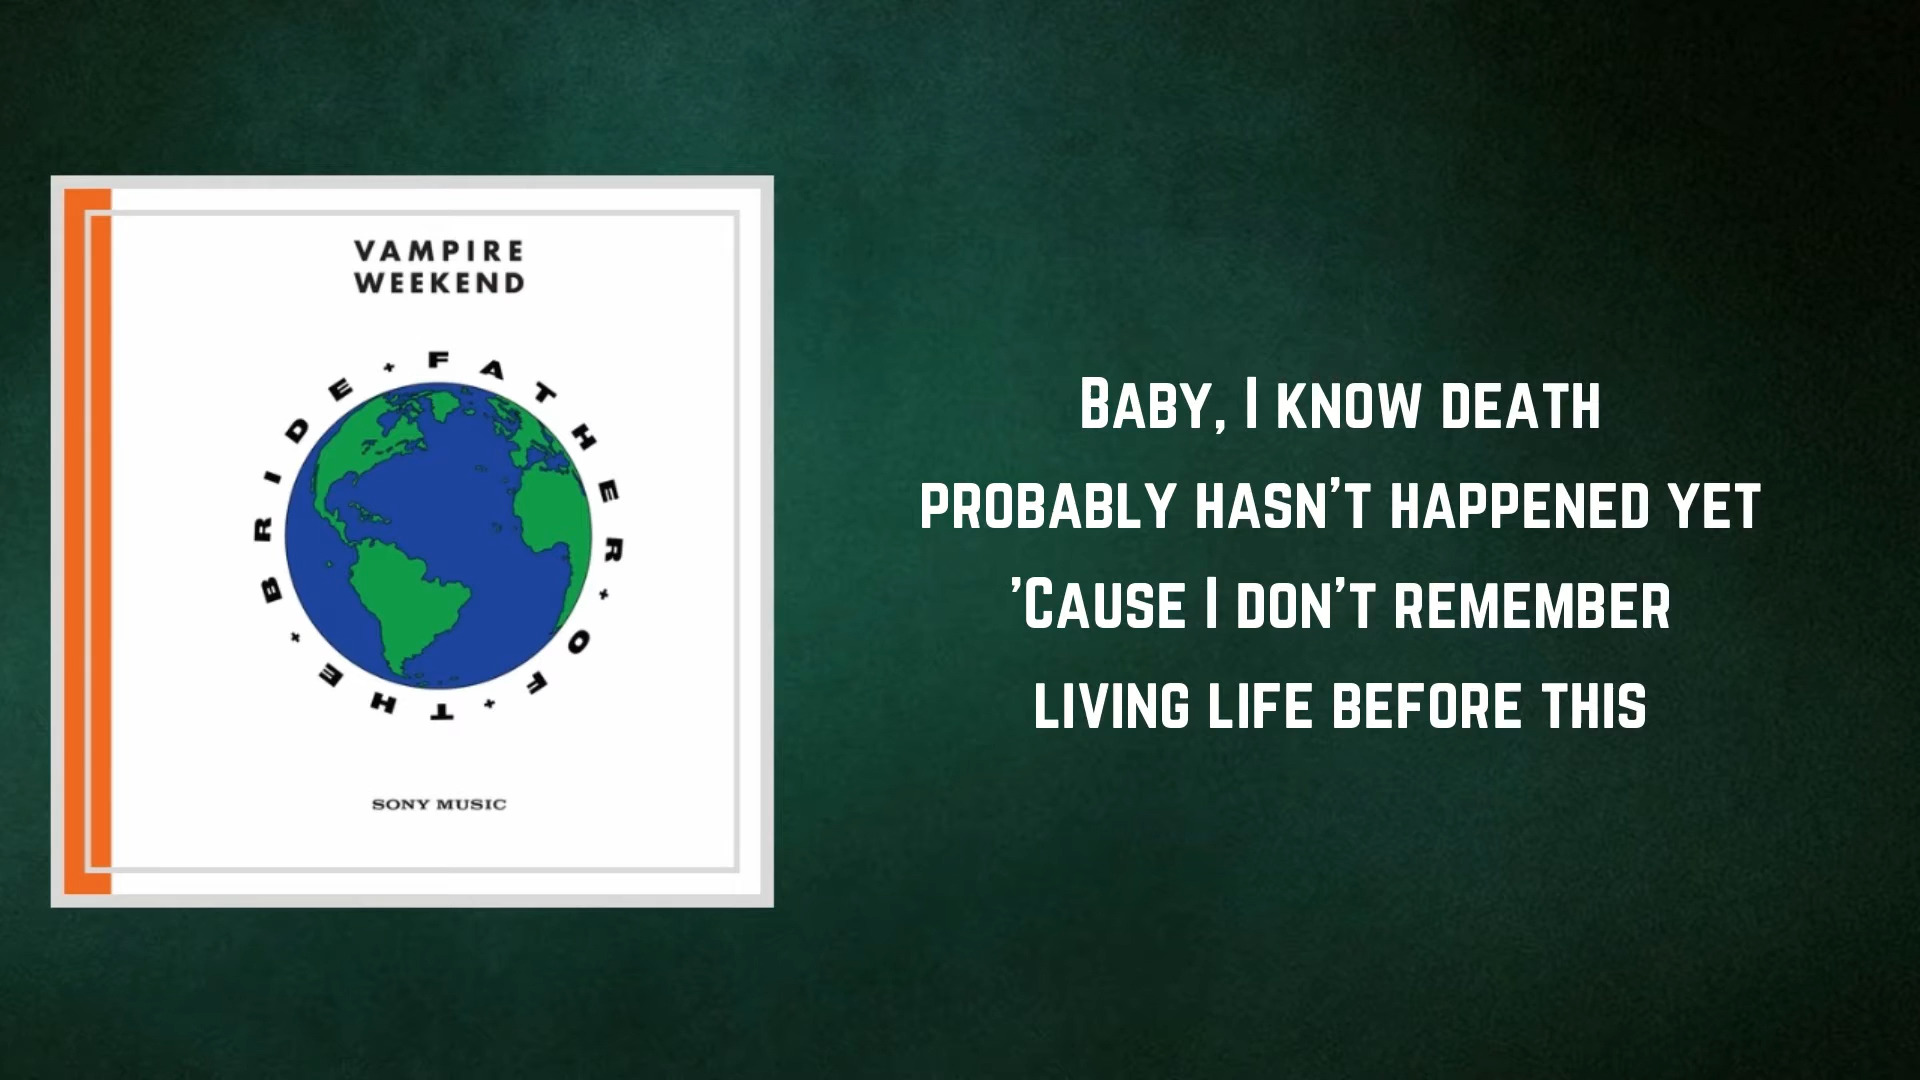 VAMPIRE
WEEKEND
FATHER + OF + THE + BRIDE +
SONY MUSIC
Baby, I know death
probably hasn't happened yet
'Cause I don't remember
living life before this